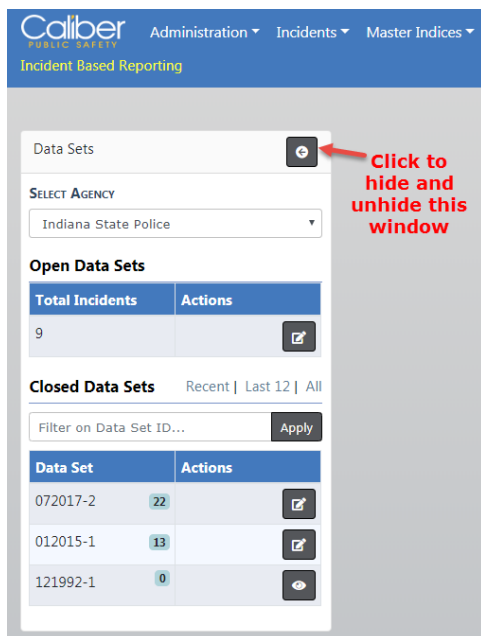 Caliber
PUBLIC SAFETY
Administration Incidents Master Indices
Incident Based Reporting
Data Sets
Click to
hide and
unhide this
window
SELECT AGENCY
Indiana State Police
Open Data Sets
Total Incidents Actions
9
Closed Data Sets Recent | Last 12 | All
Filter on Data Set ID... Apply
Data Set Actions
072017-2 22
012015-1 13
121992-1 0